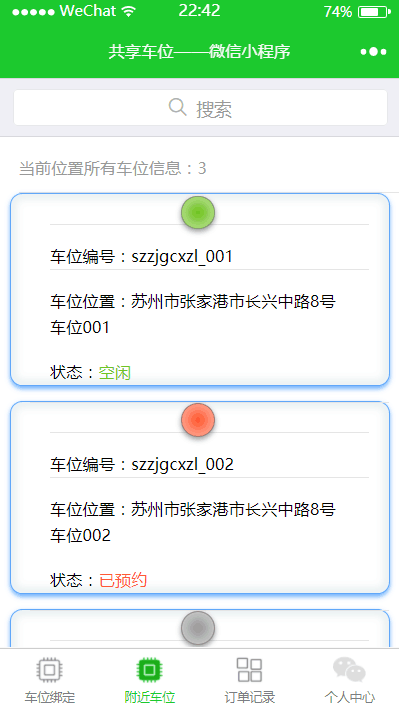 WeChat 22:42 74%
共享车位——微信小程序
搜索
当前位置所有车位信息：3
车位编号：szzjgcxzl_001
车位位置：苏州市张家港市长兴中路8号
车位001
状态：空闲
车位编号：szzjgcxzl_002
车位位置：苏州市张家港市长兴中路8号
车位002
状态：已预约
车位绑定 附近车位 订单记录 个人中心